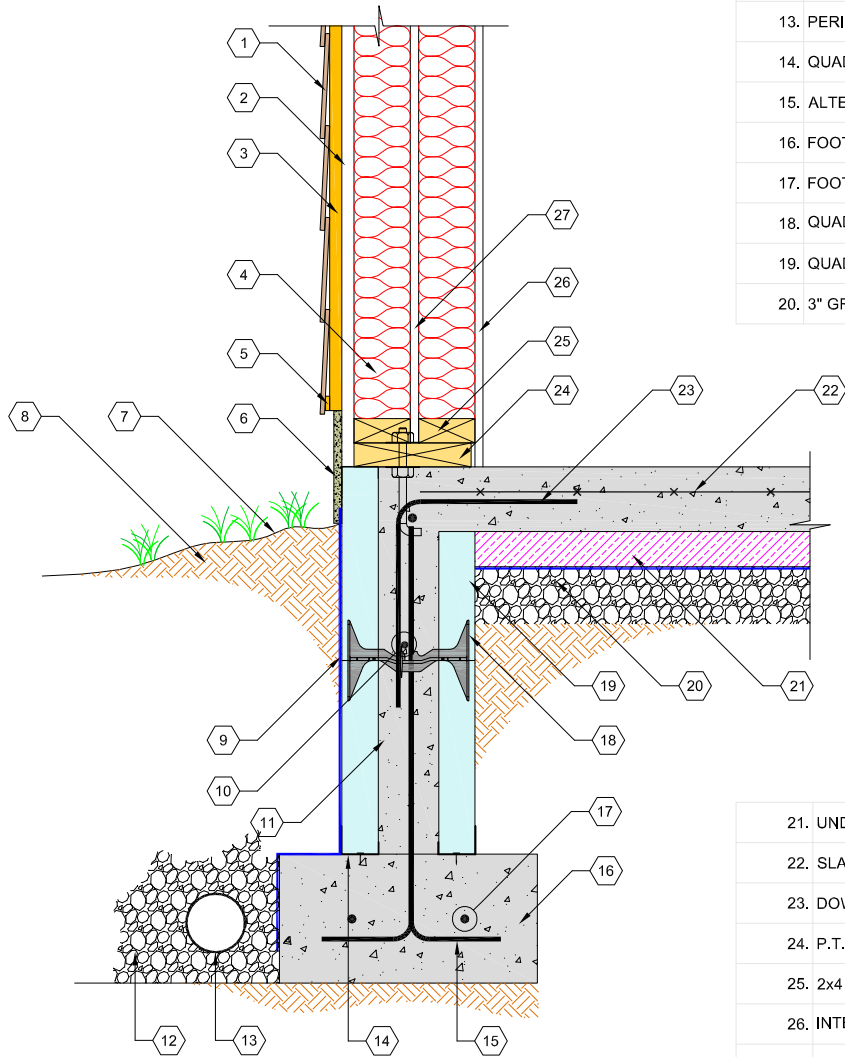 1
2
3
4
5
6
7
8
9
10
11
12
13
14
15
16
17
18
19
20
21
22
23
24
25
26
27
13. PERI
14. QUAD
15. ALTE
16. FOOT
17. FOOT
18. QUAD
19. QUAD
20. 3" GR
21. UND
22. SLA
23. DOW
24. P.T.
25. 2x4
26. INTE